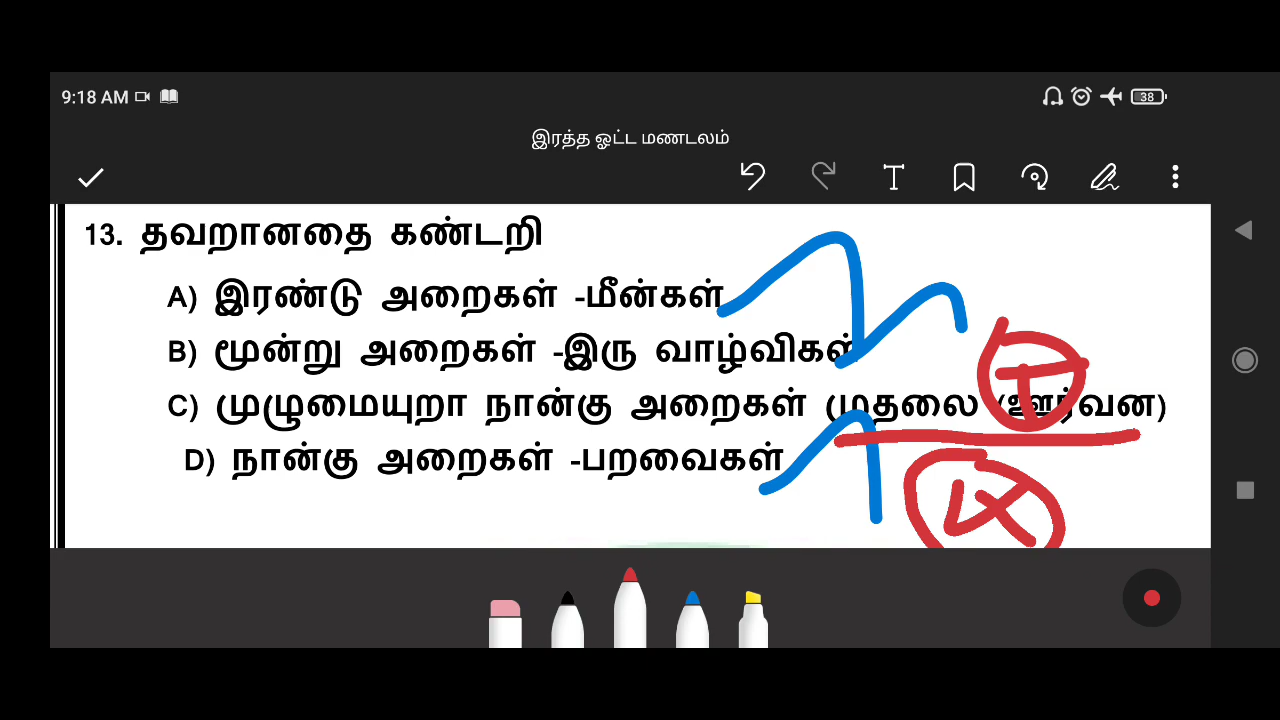 9:18 AM
38
இரத்த ஓட்ட மணடலம்
13. தவறானதை கண்டறி
A) இரண்டு அறைகள் -மீன்கள்
B) மூன்று அறைகள் -இரு வாழ்விகள்
C) முழுமையுறா நான்கு அறைகள் முதலை (ஊர்வன)
D) நான்கு அறைகள் -பறவைகள்